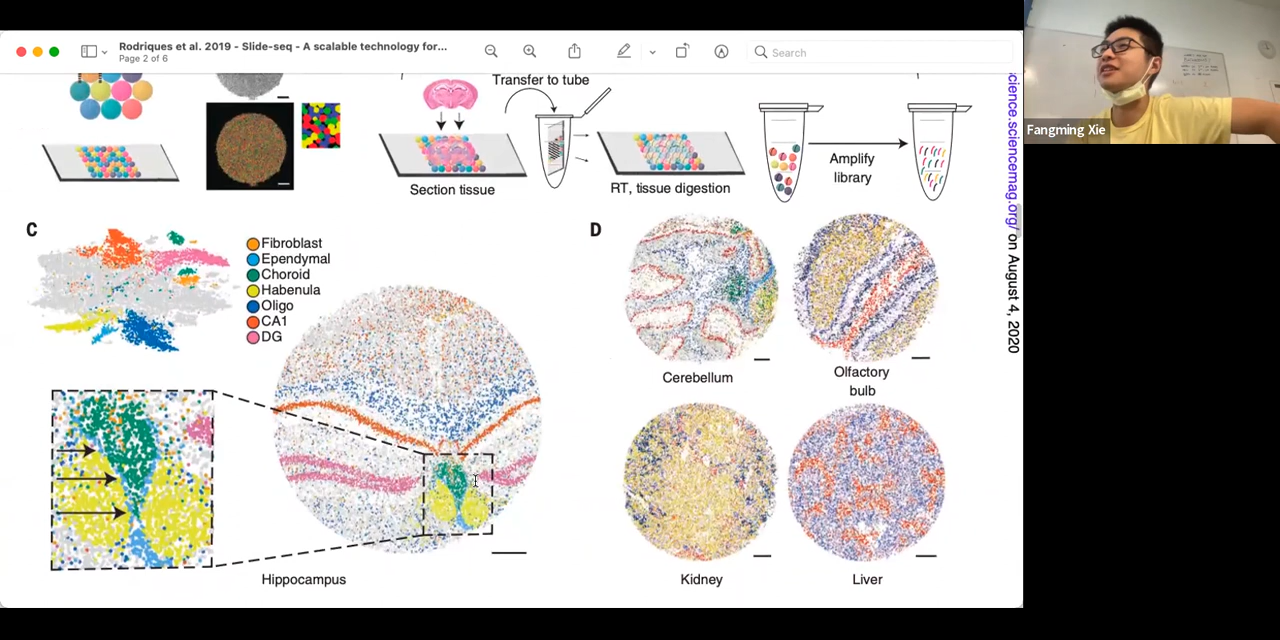 Rodriques et al. 2019 - Slide-seq - A scalable technology for...
Page 2 of 6
Search
Fangming Xie
Transfer to tube
Section tissue
RT, tissue digestion
Amplify
library
C
Fibroblast
Ependymal
Choroid
Habenula
Oligo
CA1
DG
Hippocampus
D
Cerebellum
Olfactory
bulb
Kidney
Liver
science.sciencemag.org/ on August 4, 2020